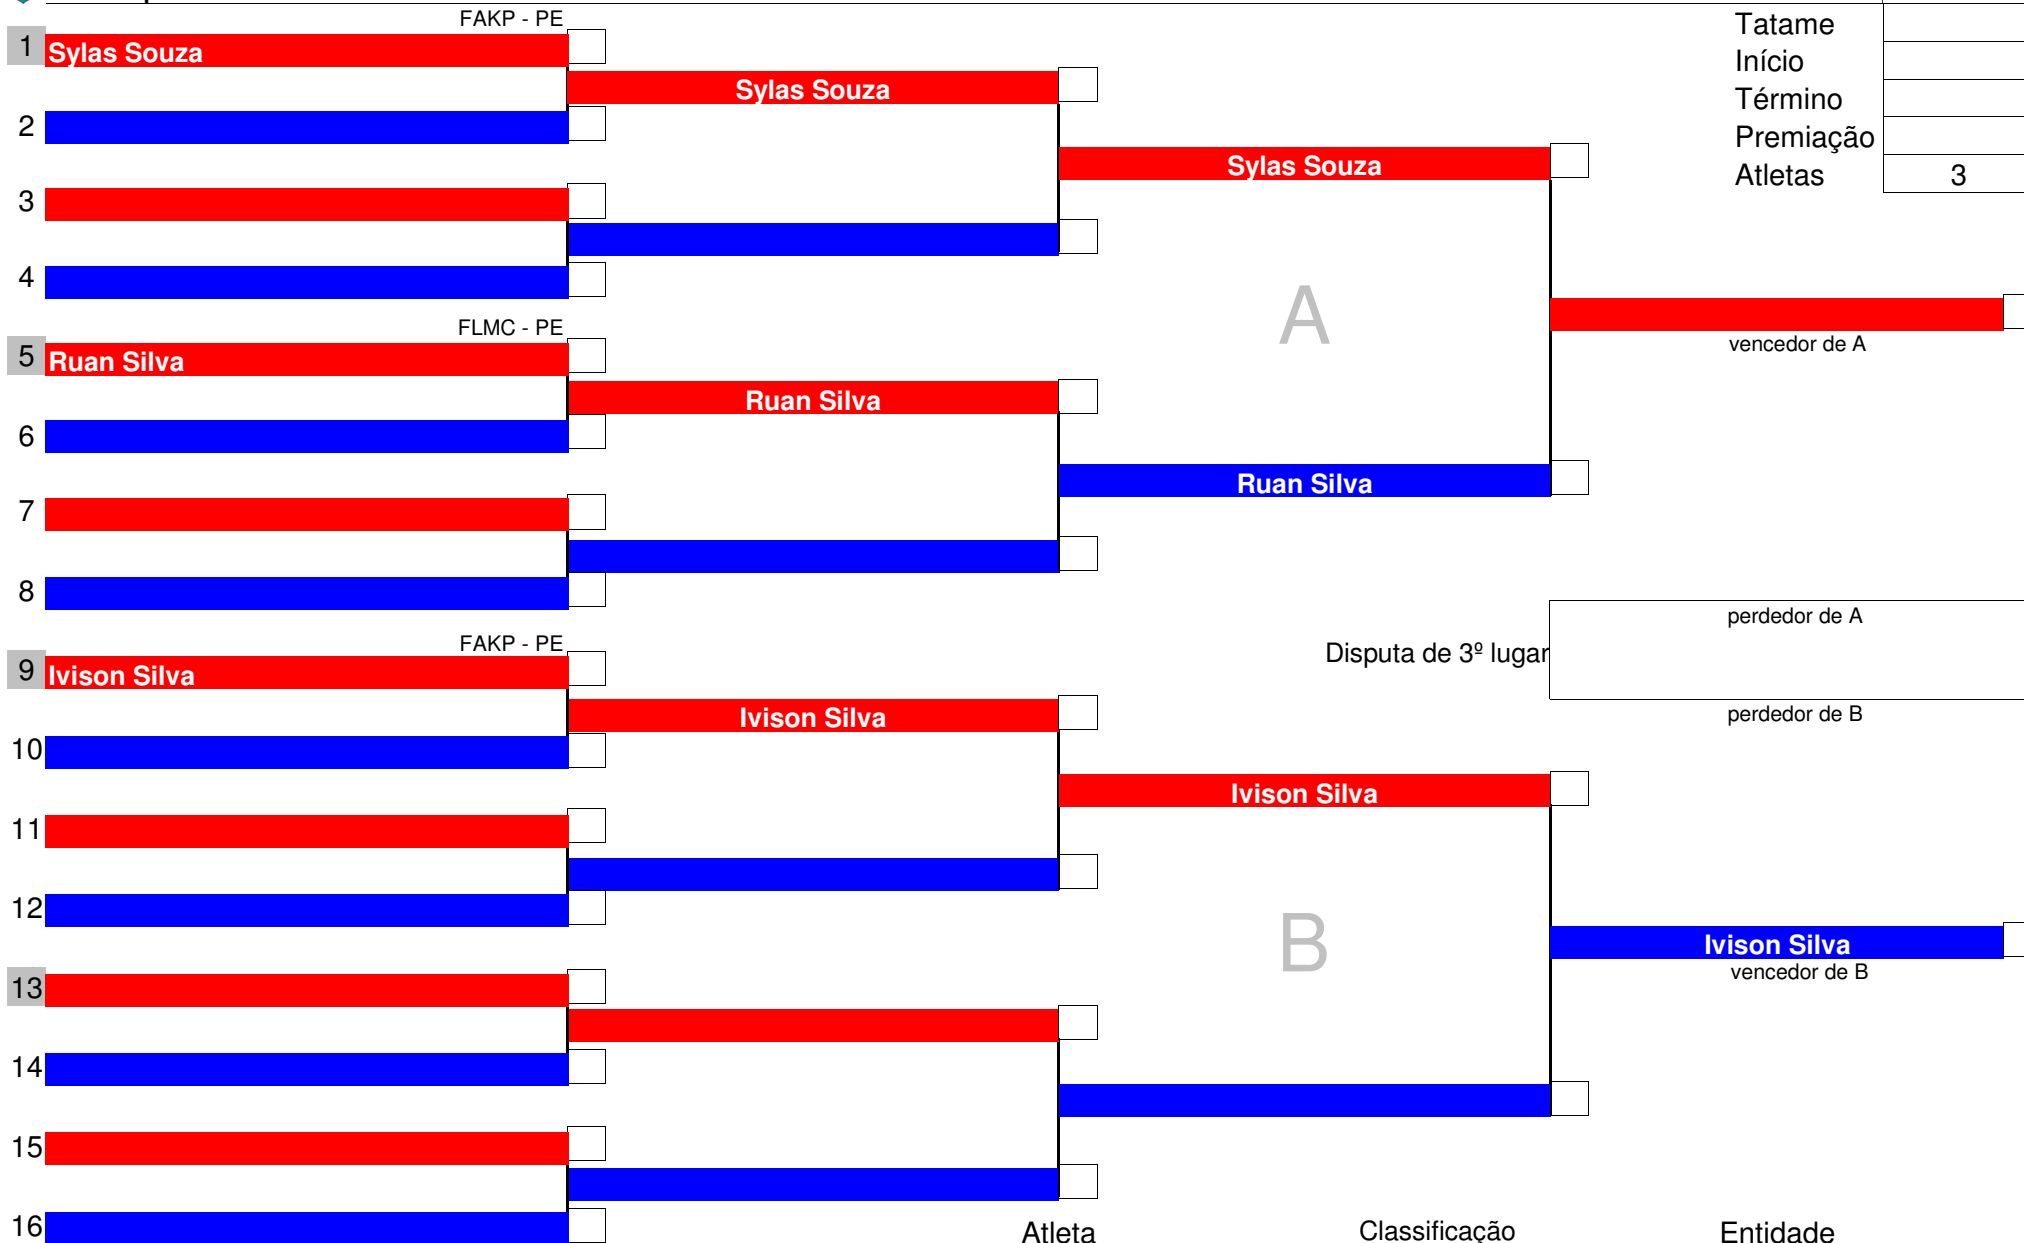 FAKP - PE
1 Sylas Souza
Sylas Souza
2
Sylas Souza
3
4
Tatame
Início
Término
Premiação
Atletas 3
A
vencedor de A
FLMC - PE
5 Ruan Silva
Ruan Silva
6
Ruan Silva
7
8
perdedor de A
Disputa de 3º lugar
perdedor de B
FAKP - PE
9 Ivison Silva
Ivison Silva
10
Ivison Silva
11
12
B
Ivison Silva
vencedor de B
13
14
15
16
Atleta Classificação Entidade